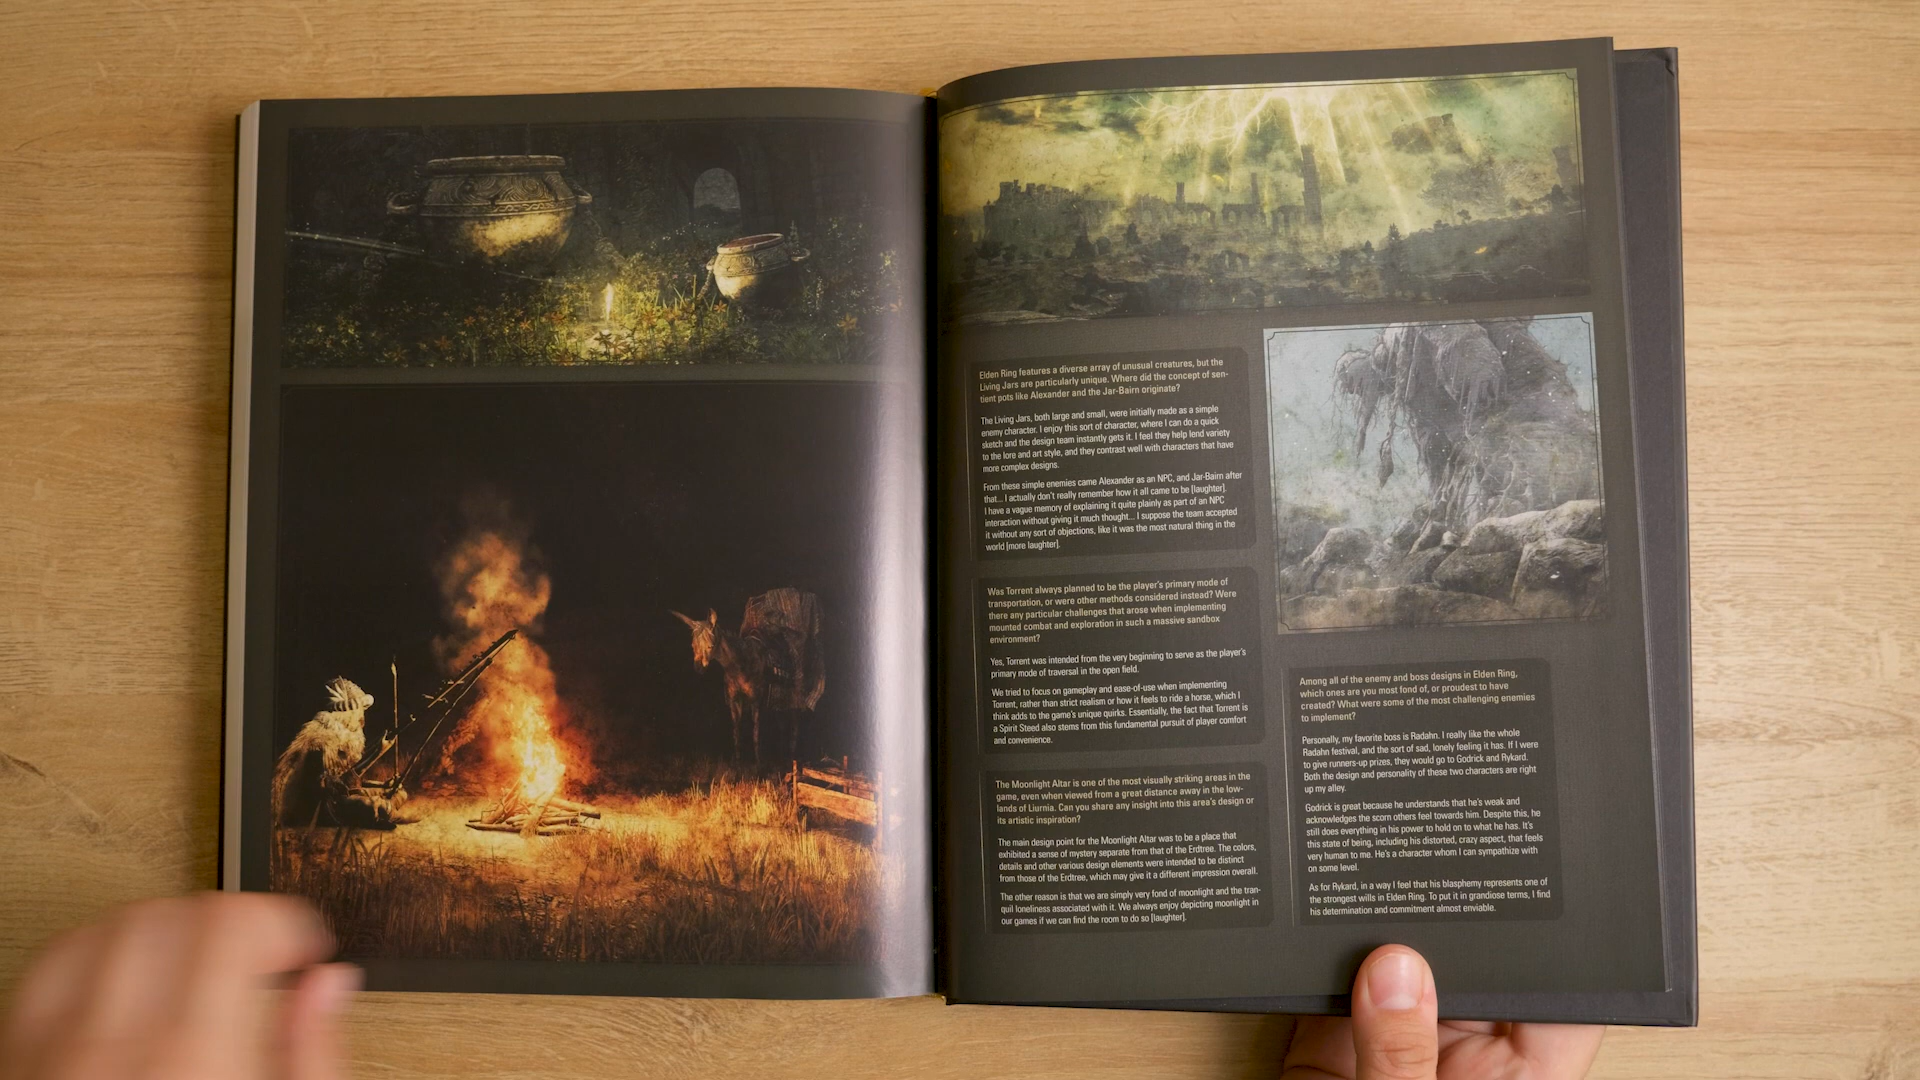 Elden Ring features a diverse array of unusual creatures, but the
Living Jars are particularly unique. Where did the concept of sen-
tient pots like Alexander and the Jar-Bairn originate?
The Living Jars, both large and small, were initially made as a simple
enemy character. I enjoy this sort of character, where I can do a quick
sketch and the design team instantly gets it. I feel they help lend variety
to the lore and art style, and they contrast well with characters that have
more complex designs.
From these simple enemies came Alexander as an NPC, and Jar-Bairn after
that... I actually don't really remember how it all came to be [laughter].
I have a vague memory of explaining it quite plainly as part of an NPC
interaction without giving it much thought... I suppose the team accepted
it without any sort of objections, like it was the most natural thing in the
world [more laughter].
Was Torrent always planned to be the player's primary mode of
transportation, or were other methods considered instead? Were
there any particular challenges that arose when implementing
mounted combat and exploration in such a massive sandbox
environment?
Yes, Torrent was intended from the very beginning to serve as the player's
primary mode of traversal in the open field.
We tried to focus on gameplay and ease-of-use when implementing
Torrent, rather than strict realism or how it feels to ride a horse, which I
think adds to the game's unique quirks. Essentially, the fact that Torrent is
a Spirit Steed also stems from this fundamental pursuit of player comfort
and convenience.
The Moonlight Altar is one of the most visually striking areas in the
game, even when viewed from a great distance away in the low-
lands of Liurnia. Can you share any insight into this area's design or
its artistic inspiration?
The main design point for the Moonlight Altar was to be a place that
exhibited a sense of mystery separate from that of the Erdtree. The colors,
details and other various design elements were intended to be distinct
from those of the Erdtree, which may give it a different impression overall.
The other reason is that we are simply very fond of moonlight and the tran-
quil loneliness associated with it. We always enjoy depicting moonlight in
our games if we can find the room to do so [laughter].
Among all of the enemy and boss designs in Elden Ring,
which ones are you most fond of, or proudest to have
created? What were some of the most challenging enemies
to implement?
Personally, my favorite boss is Radahn. I really like the whole
Radahn festival, and the sort of sad, lonely feeling it has. If I were
to give runners-up prizes, they would go to Godrick and Rykard.
Both the design and personality of these two characters are right
up my alley.
Godrick is great because he understands that he's weak and
acknowledges the scorn others feel towards him. Despite this, he
still does everything in his power to hold on to what he has. It's
this state of being, including his distorted, crazy aspect, that feels
very human to me. He's a character whom I can sympathize with
on some level.
As for Rykard, in a way I feel that his blasphemy represents one of
the strongest wills in Elden Ring. To put it in grandiose terms, I find
his determination and commitment almost enviable.